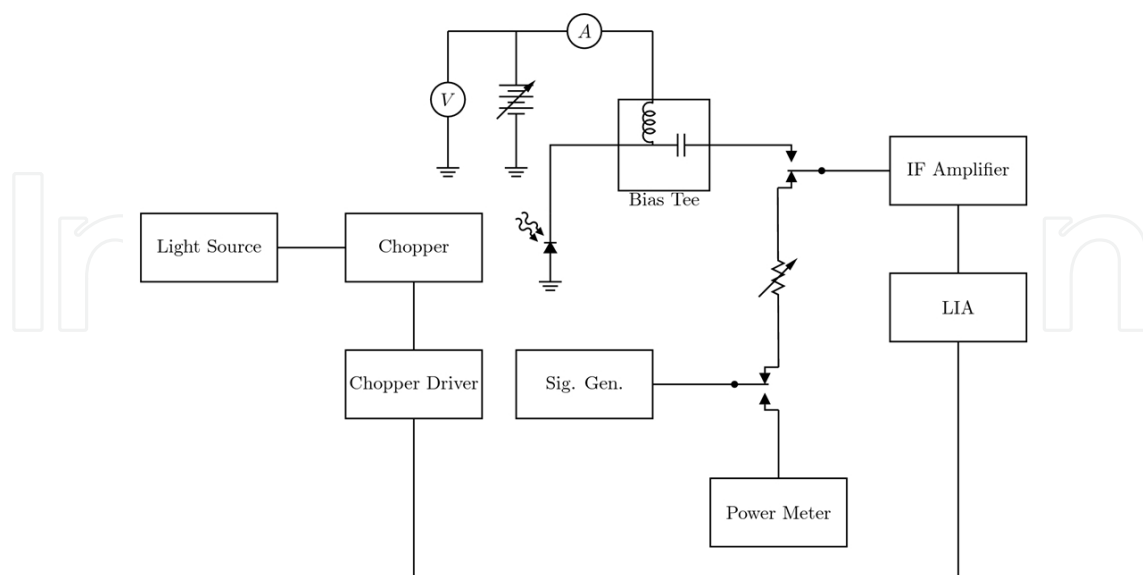 A
V
Bias Tee
IF Amplifier
Light Source
Chopper
LIA
Chopper Driver
Sig. Gen.
Power Meter